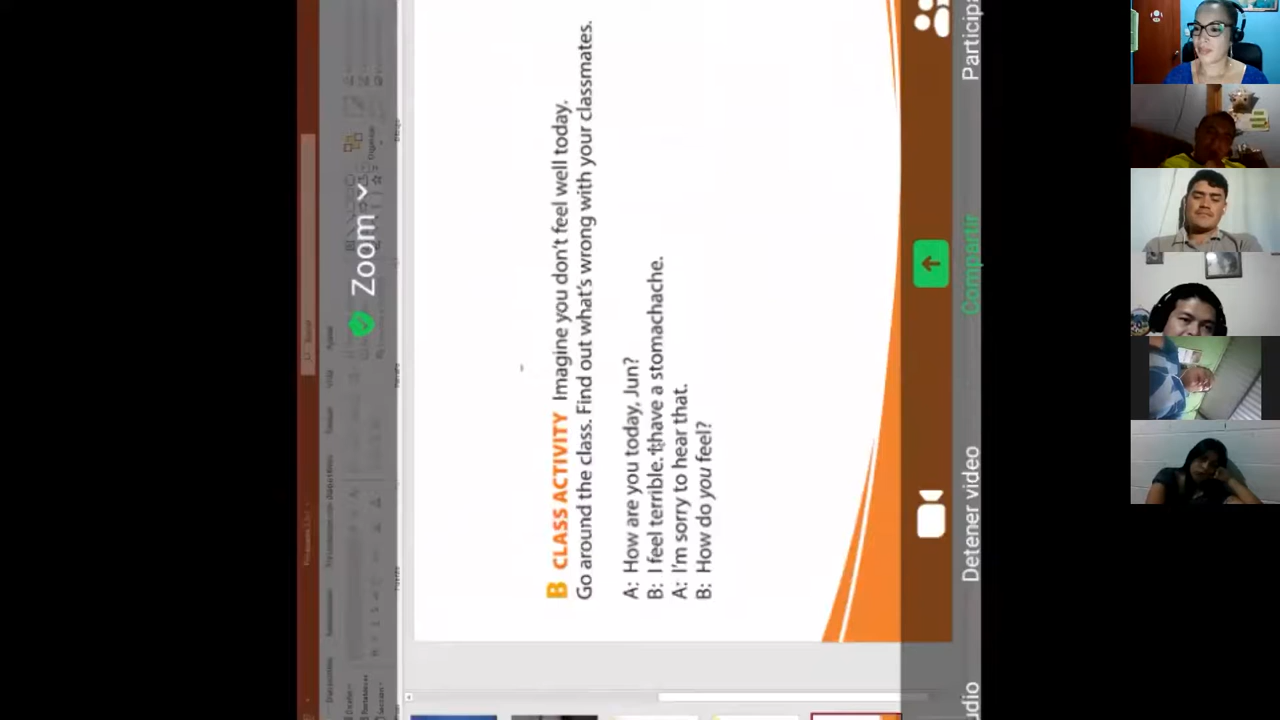 Zoom
B CLASS ACTIVITY Imagine you don't feel well today.
Go around the class. Find out what's wrong with your classmates.
A: How are you today, Jun?
B: I feel terrible. I have a stomachache.
A: I'm sorry to hear that.
B: How do you feel?
udio
Detener video
Compartir
Participa